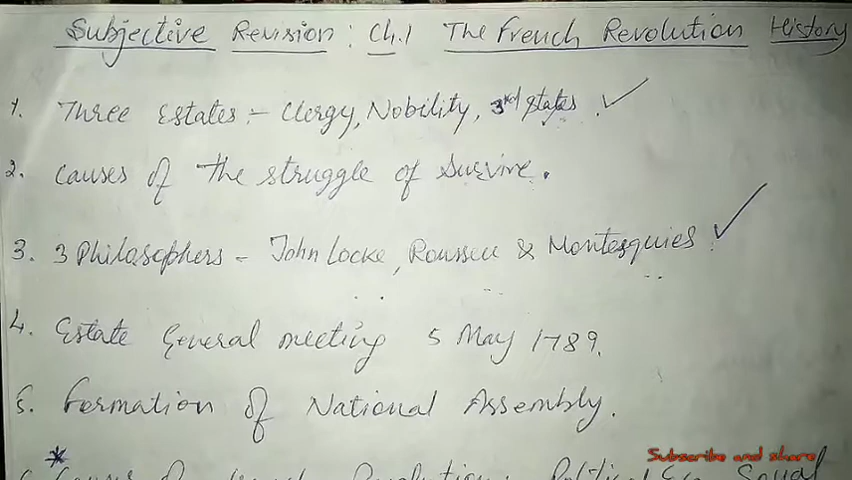 Subjective Revision : Ch.1 The French Revolution History
1. Three Estates :- Clergy, Nobility, 3rd states.
2. Causes of the struggle of Survive.
3. 3 Philosophers - John Locke, Rousseu & Montesquies
4. Estate General meeting 5 May 1789.
5. Formation of National Assembly.
Subscribe and share